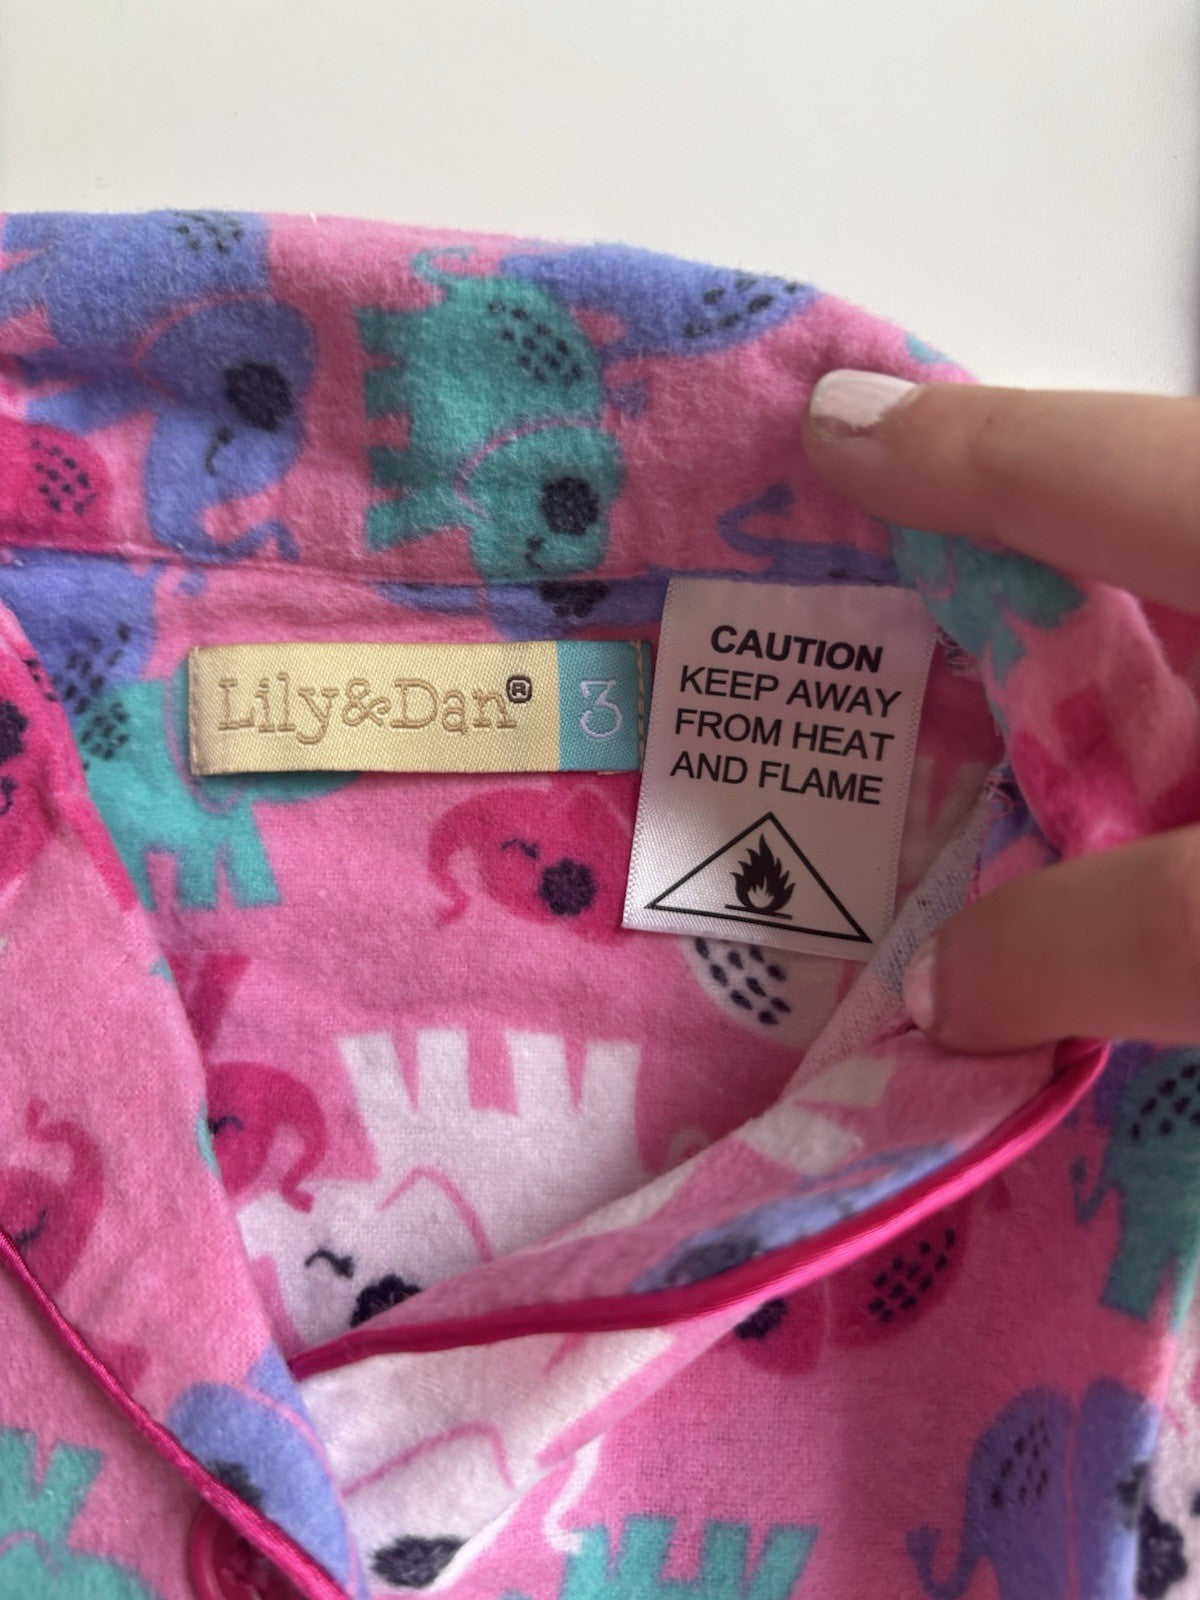 Lily&Dan® 3
CAUTION
KEEP AWAY
FROM HEAT
AND FLAME